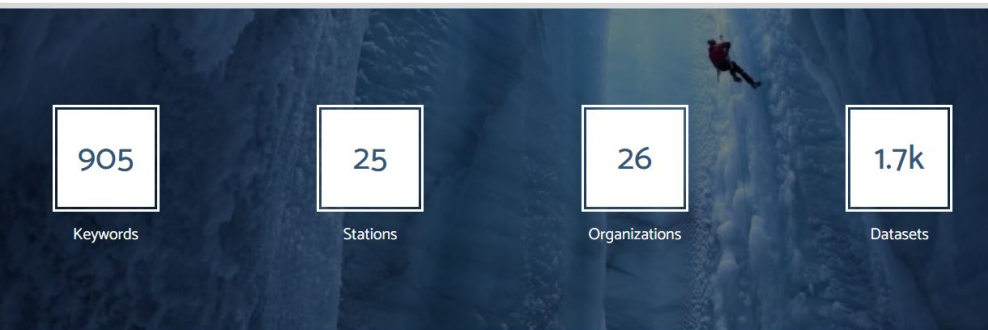 905
25
26
1.7k
Keywords
Stations
Organizations
Datasets